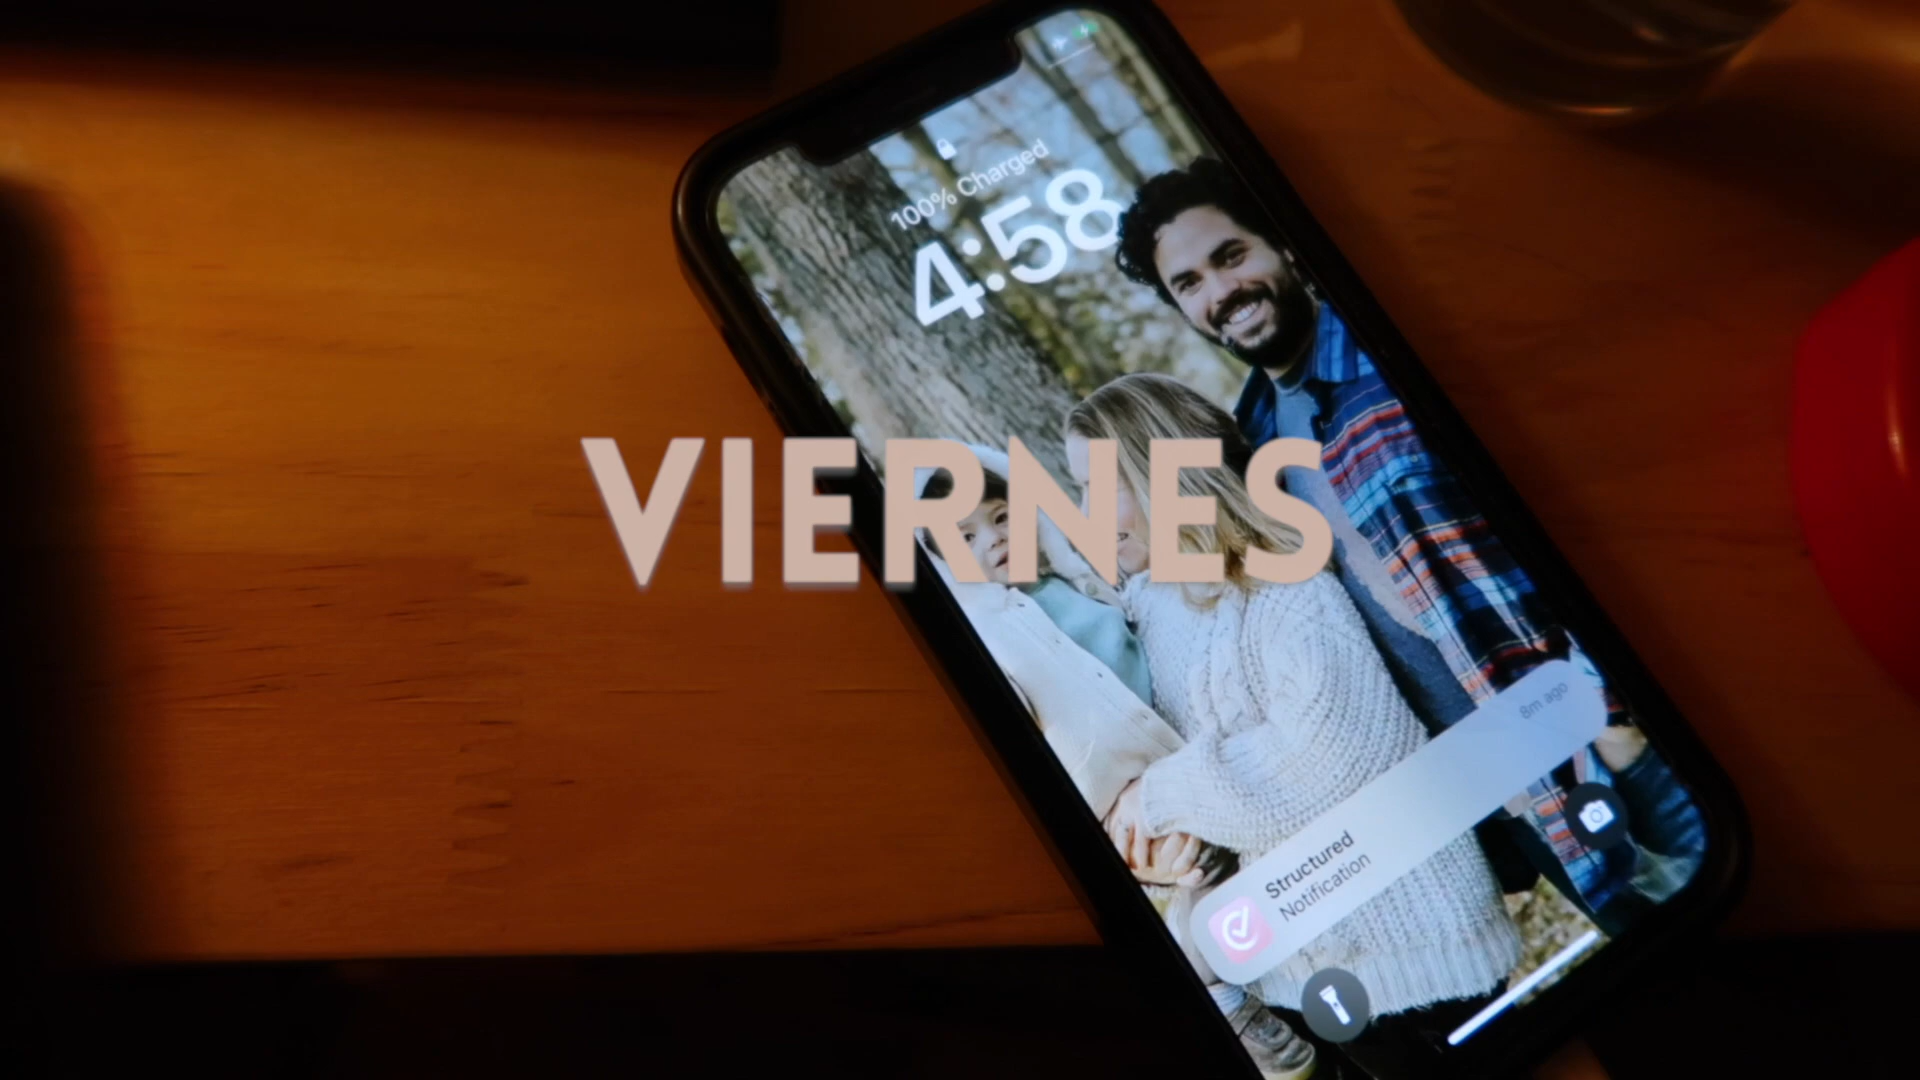 100% Charged
4:58
VIERNES
8m ago
Structured
Notification